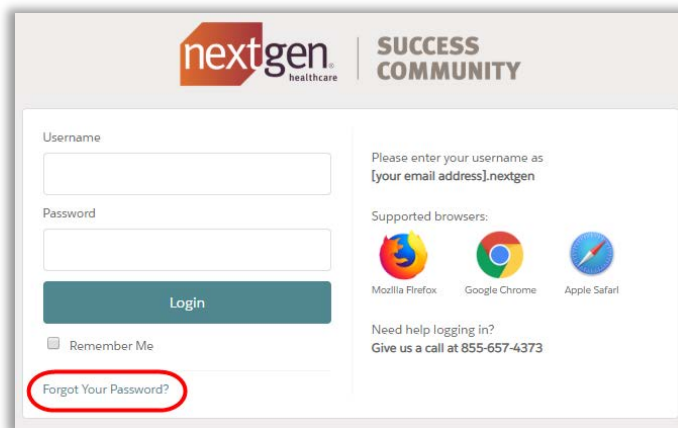 nextgen.
healthcare
SUCCESS
COMMUNITY
Username
Password
Login
Remember Me
Forgot Your Password?
Please enter your username as
[your email address].nextgen
Supported browsers:
Mozilla Firefox
Google Chrome
Apple Safari
Need help logging in?
Give us a call at 855-657-4373